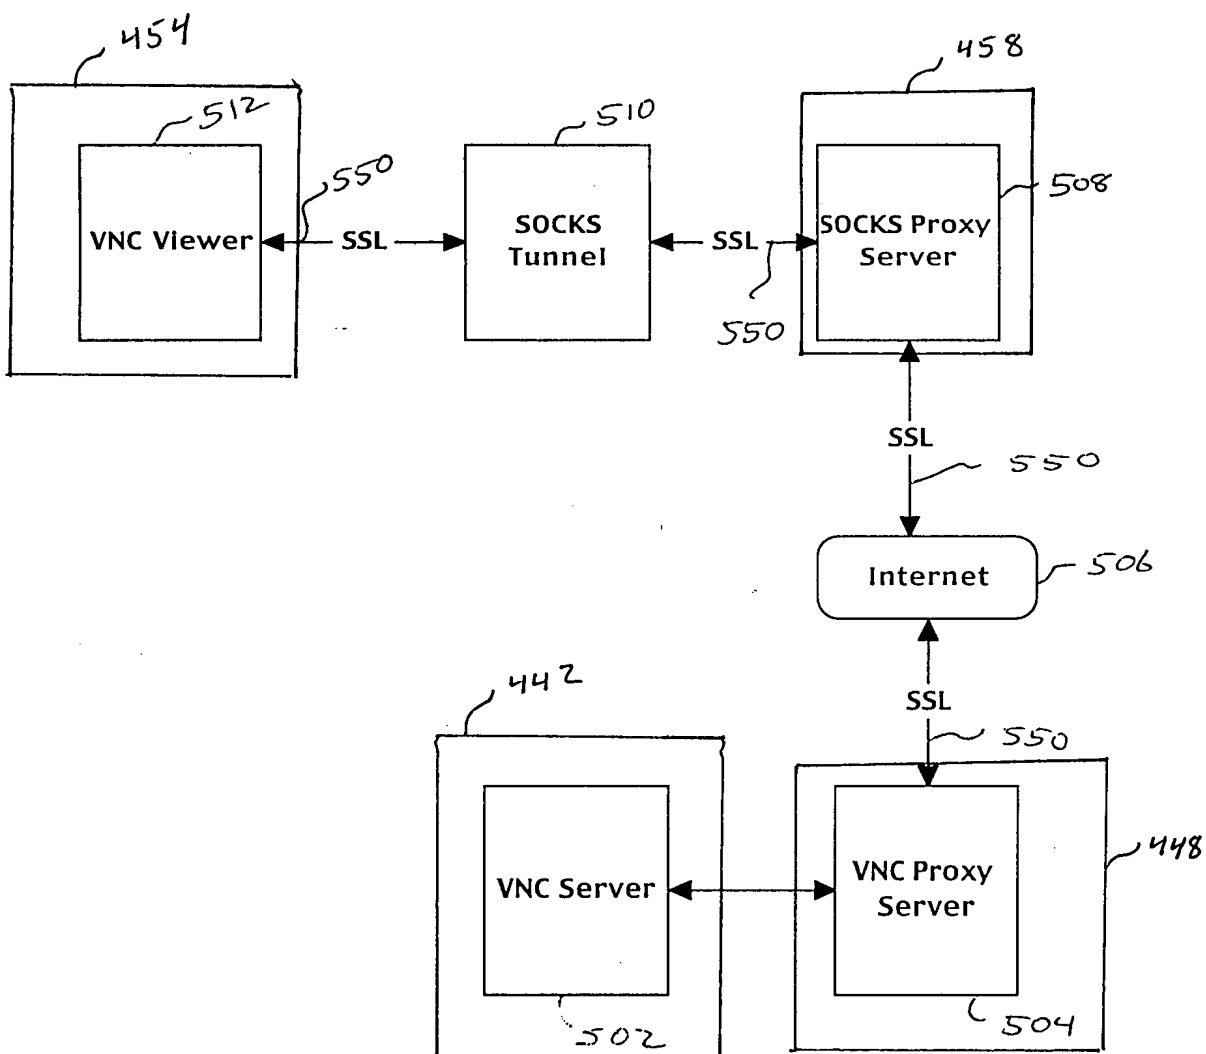 454
458
512
510
550
508
VNC Viewer
SSL
SOCKS
Tunnel
SSL
SOCKS Proxy
Server
550
SSL
550
Internet
506
442
SSL
550
448
VNC Server
VNC Proxy
Server
502
504